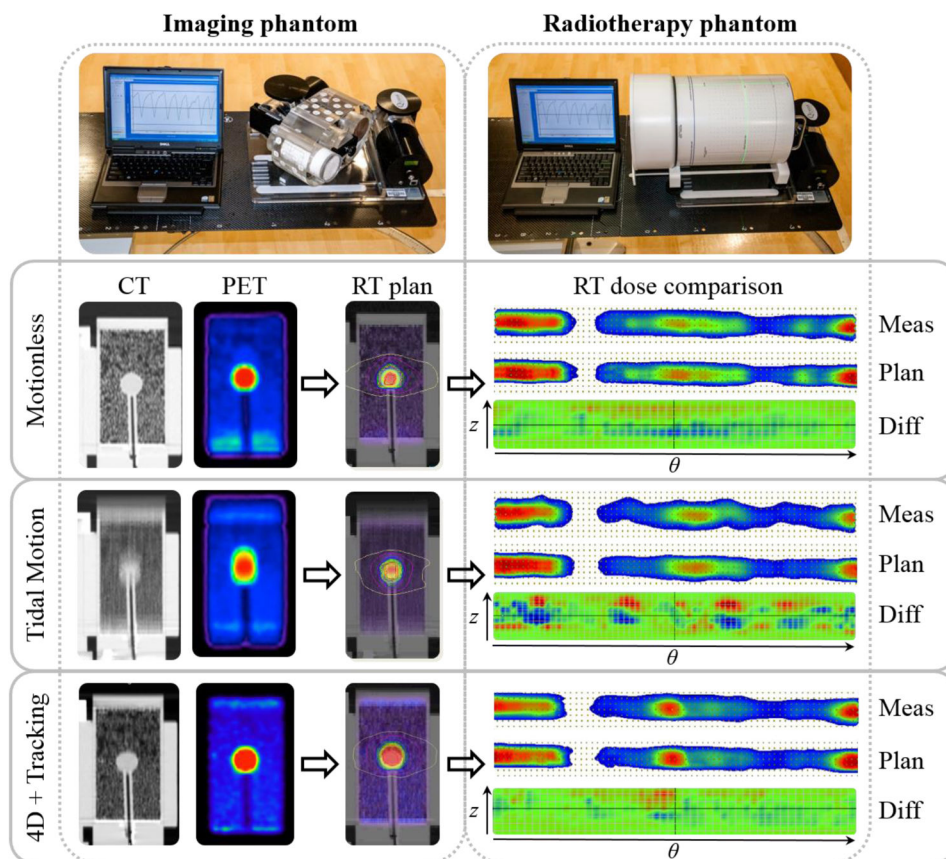 Imaging phantom
Radiotherapy phantom
Motionless
CT
PET
RT plan
RT dose comparison
Meas
Plan
z
Diff
θ
Tidal Motion
Meas
Plan
z
Diff
θ
4D + Tracking
Meas
Plan
z
Diff
θ